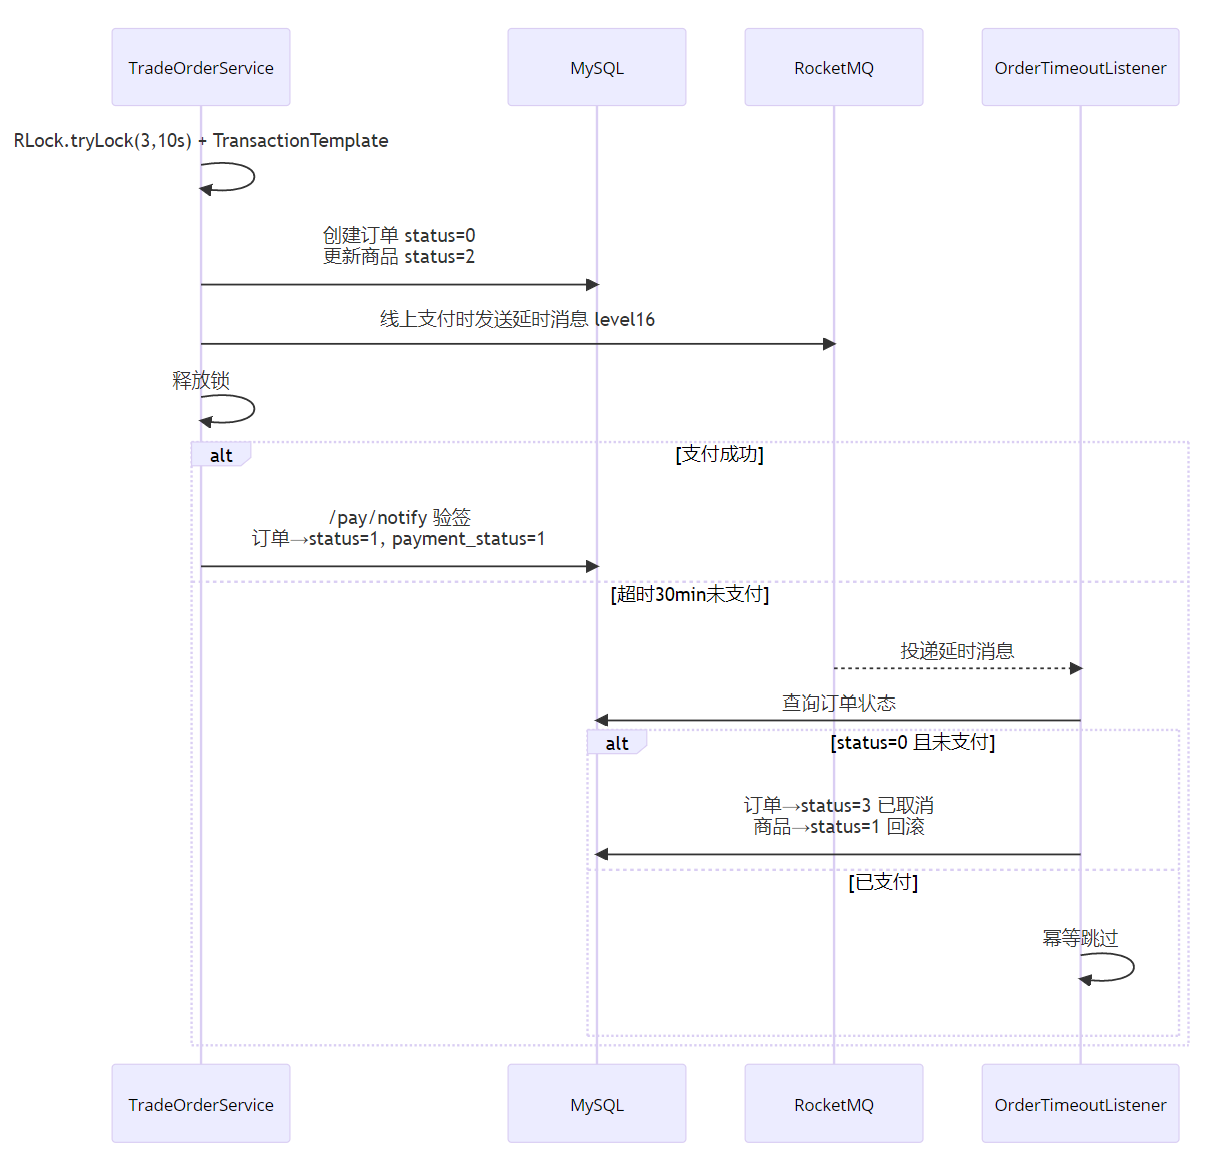 TradeOrderService
MySQL
RocketMQ
OrderTimeoutListener
RLock.tryLock(3,10s) + TransactionTemplate
创建订单 status=0
更新商品 status=2
线上支付时发送延时消息 level16
释放锁
alt
[支付成功]
/pay/notify 验签
订单→status=1, payment_status=1
[超时30min未支付]
投递延时消息
查询订单状态
alt
[status=0 且未支付]
订单→status=3 已取消
商品→status=1 回滚
[已支付]
幂等跳过
TradeOrderService
MySQL
RocketMQ
OrderTimeoutListener